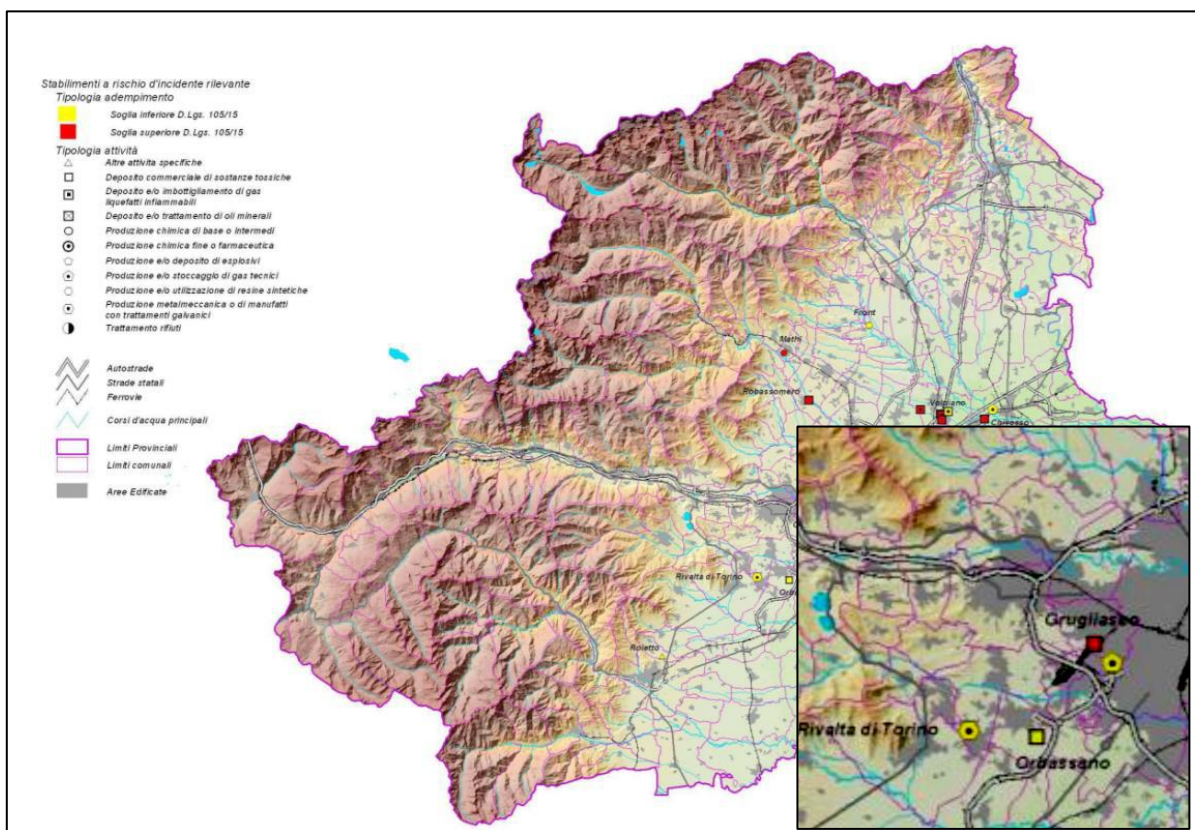 Stabilimenti a rischio d'incidente rilevante
Tipologia adempimento
Soglia inferiore D.Lgs. 105/15
Soglia superiore D.Lgs. 105/15
Tipologia attività
Altre attivita specifiche
Deposito commerciale di sostanze tossiche
Deposito e/o imbottigliamento di gas
liquefatti infiammabili
Deposito e/o trattamento di oli minerali
Produzione chimica di base o intermedi
Produzione chimica fine o farmaceutica
Produzione e/o deposito di esplosivi
Produzione e/o stoccaggio di gas tecnici
Produzione e/o utilizzazione di resine sintetiche
Produzione metalmeccanica o di manufatti
con trattamenti galvanici
Trattamento rifiuti
Autostrade
Strade statali
Ferrovie
Corsi d'acqua principali
Limiti Provinciali
Limiti comunali
Aree Edificate
Front
Mathi
Robassomero
Volpiano
Rivalta di Torino
Roletto
Grugliasco
Rivalta di Torino
Orbassano